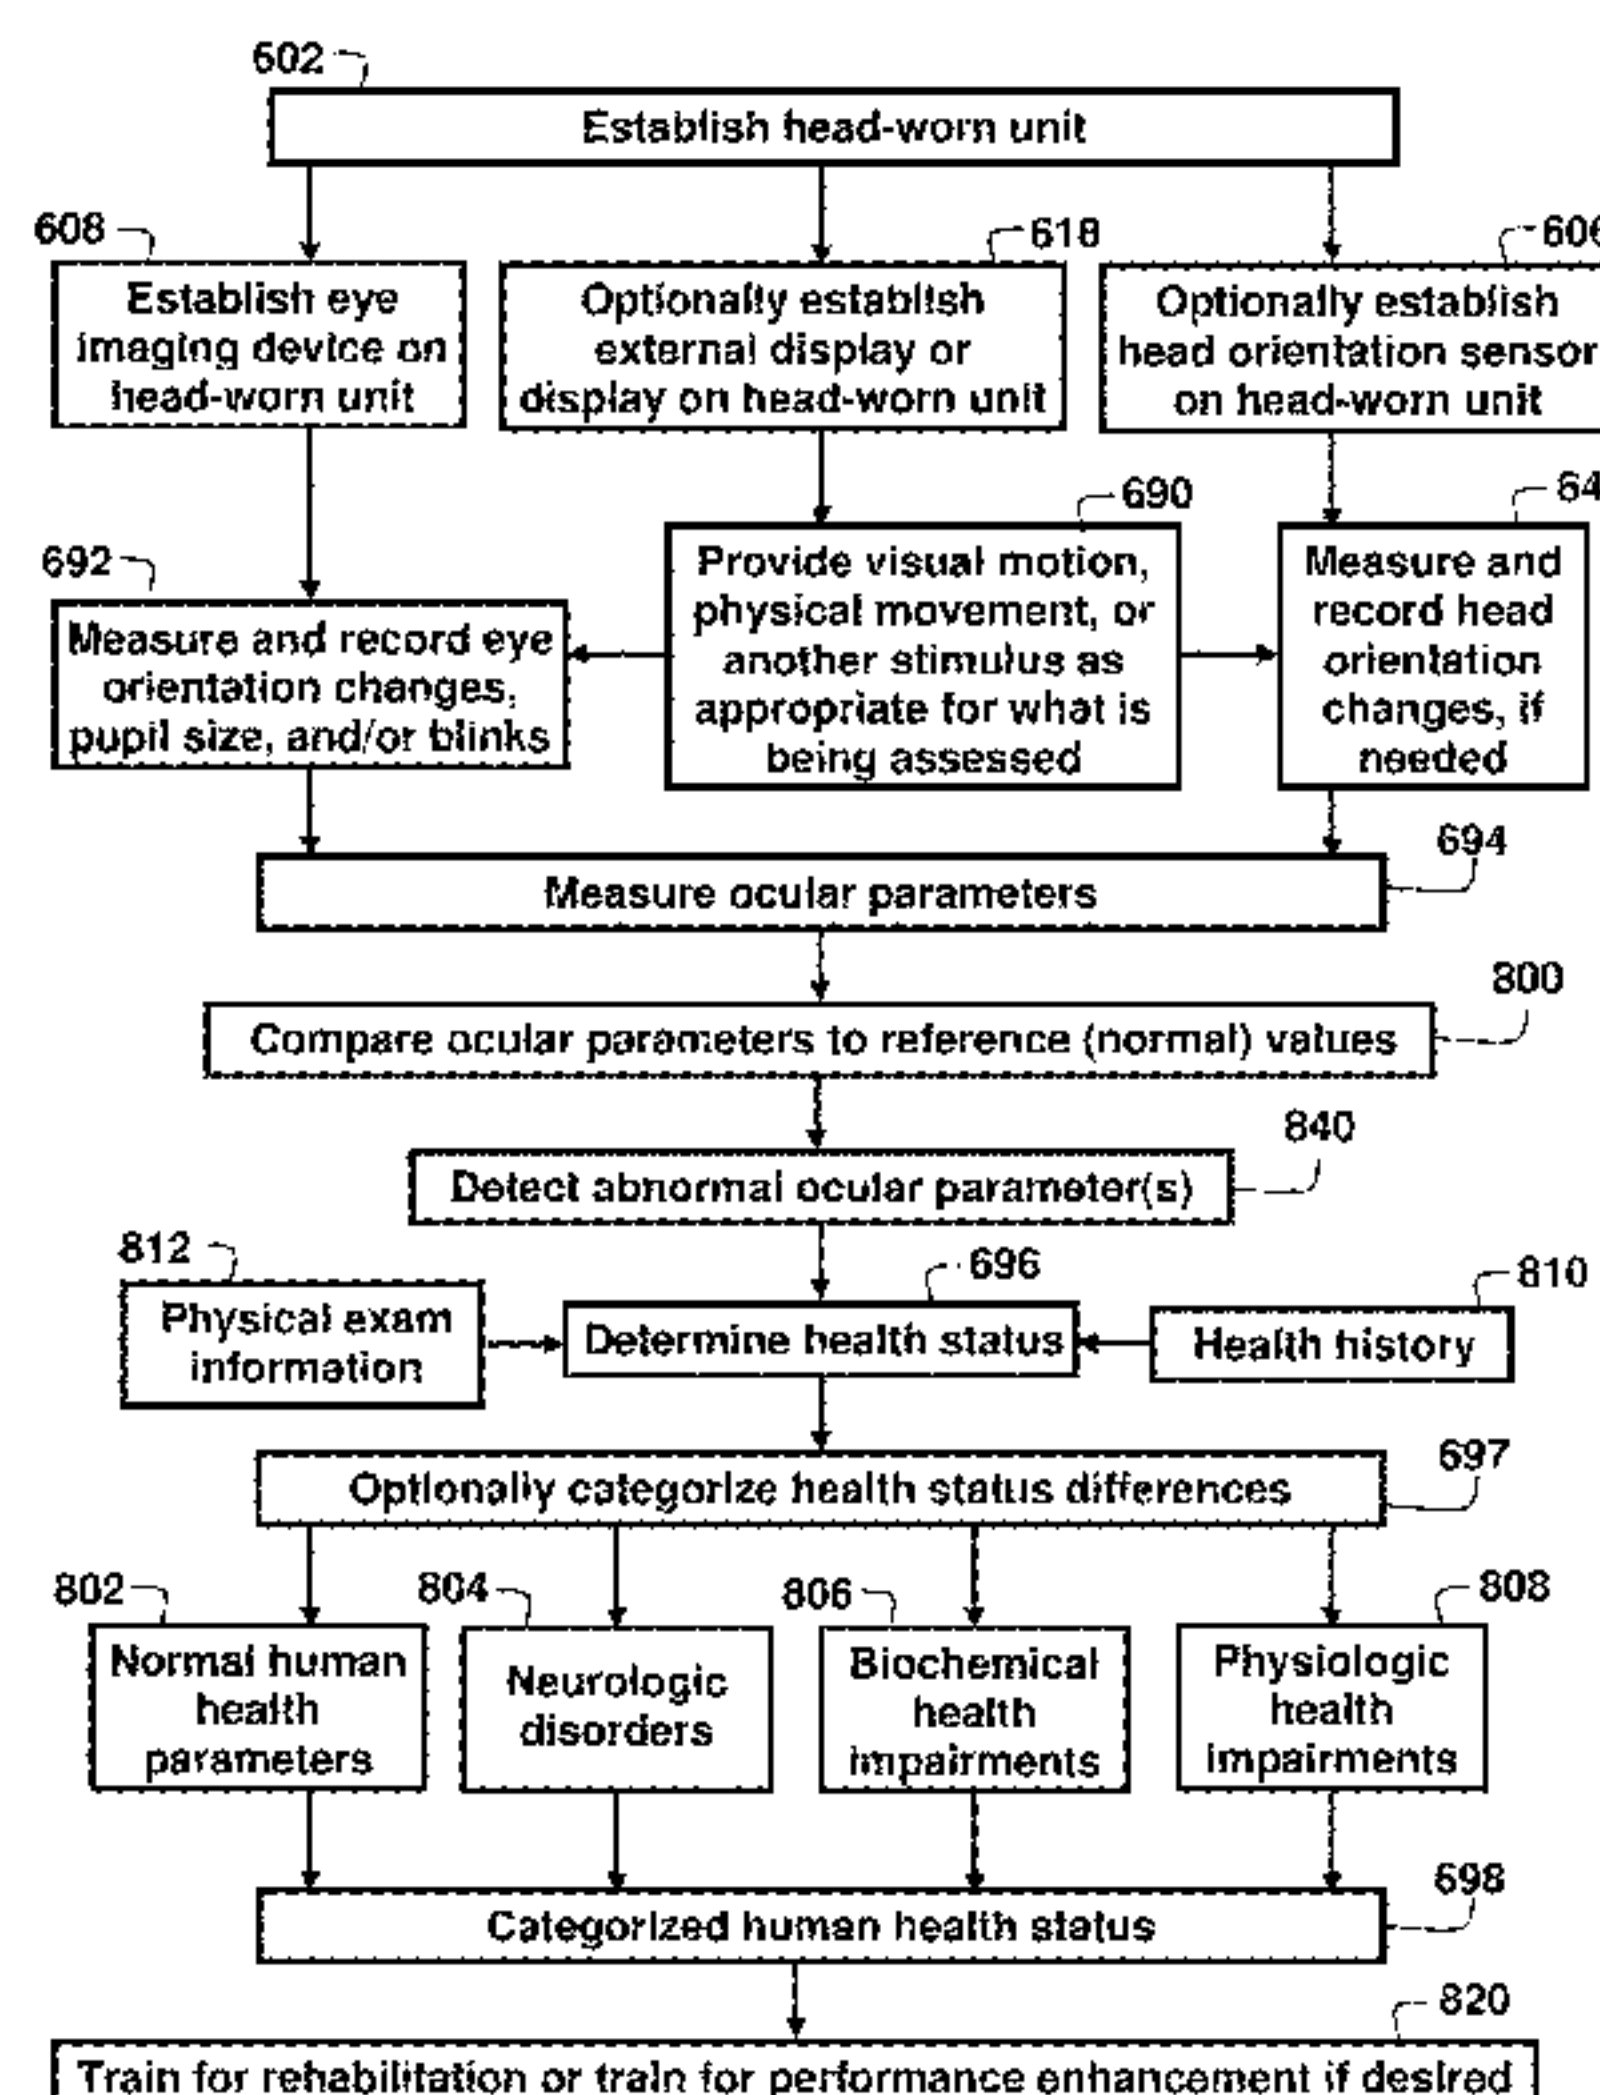 602
Establish head-worn unit
608
618
606
Establish eye
imaging device on
head-worn unit
Optionally establish
external display or
display on head-worn unit
Optionally establish
head orientation sensor
on head-worn unit
690
64
692
Provide visual motion,
physical movement, or
another stimulus as
appropriate for what is
being assessed
Measure and
record head
orientation
changes, if
needed
Measure and record eye
orientation changes,
pupil size, and/or blinks
694
Measure ocular parameters
800
Compare ocular parameters to reference (normal) values
840
Detect abnormal ocular parameter(s)
812
696
810
Physical exam
information
Determine health status
Health history
697
Optionally categorize health status differences
802
804
806
808
Normal human
health
parameters
Neurologic
disorders
Biochemical
health
impairments
Physiologic
health
impairments
698
Categorized human health status
820
Train for rehabilitation or train for performance enhancement if desired